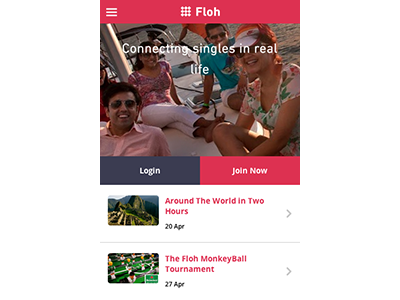 Floh
Connecting singles in real
life
Login
Join Now
Around The World in Two
Hours
20 Apr
The Floh MonkeyBall
Tournament
27 Apr